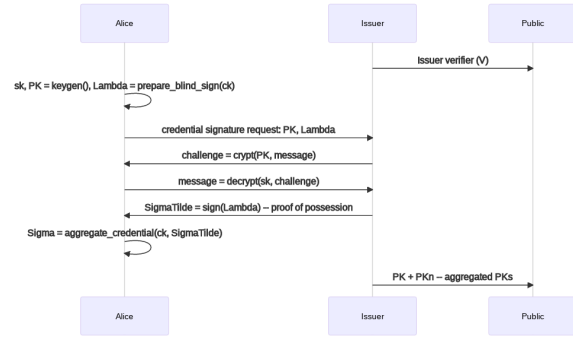 Alice
Issuer
Public
Issuer verifier (V)
sk, PK = keygen(), Lambda = prepare_blind_sign(ck)
credential signature request: PK, Lambda
challenge = crypt(PK, message)
message = decrypt(sk, challenge)
SigmaTilde = sign(Lambda) -- proof of possession
Sigma = aggregate_credential(ck, SigmaTilde)
PK + PKn -- aggregated PKs
Alice
Issuer
Public